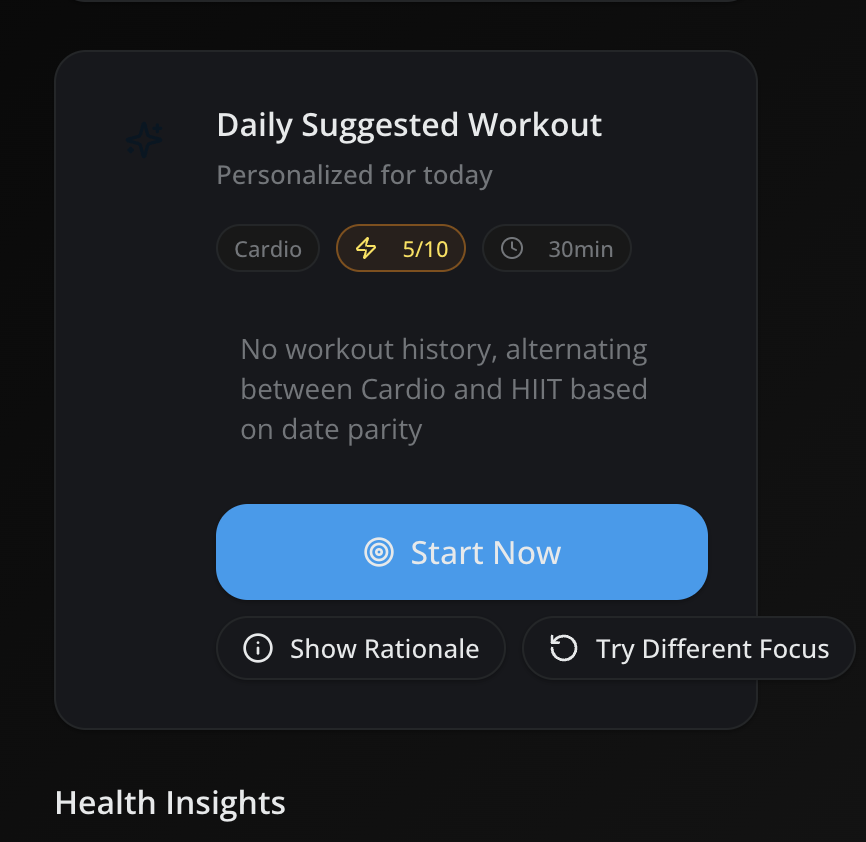 Daily Suggested Workout
Personalized for today
Cardio
5/10
30min
No workout history, alternating
between Cardio and HIIT based
on date parity
Start Now
Show Rationale
Try Different Focus
Health Insights